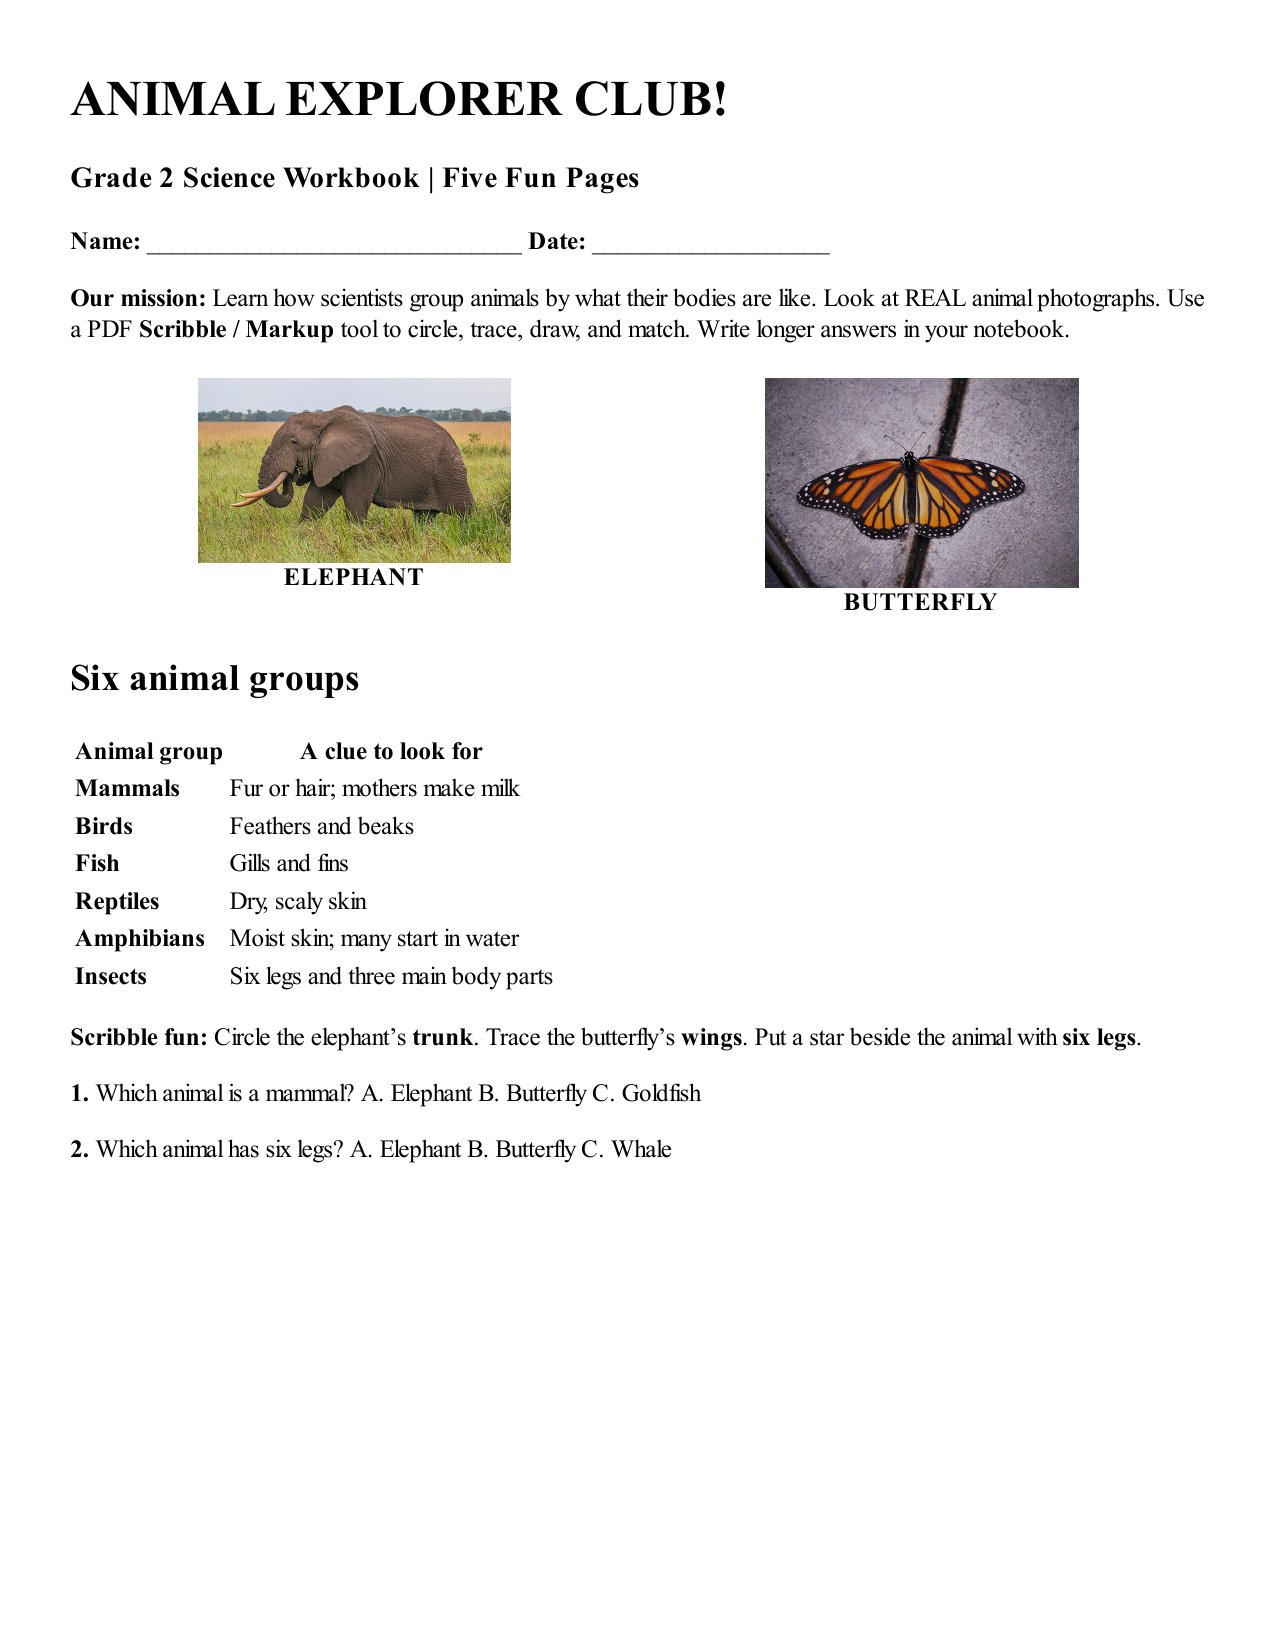 ANIMAL EXPLORER CLUB!
Grade 2 Science Workbook | Five Fun Pages
Name: ______________________________ Date: ___________________
Our mission: Learn how scientists group animals by what their bodies are like. Look at REAL animal photographs. Use
a PDF Scribble / Markup tool to circle, trace, draw, and match. Write longer answers in your notebook.
ELEPHANT
BUTTERFLY
Six animal groups
Animal group A clue to look for
Mammals Fur or hair; mothers make milk
Birds Feathers and beaks
Fish Gills and fins
Reptiles Dry, scaly skin
Amphibians Moist skin; many start in water
Insects Six legs and three main body parts
Scribble fun: Circle the elephant’s trunk. Trace the butterfly’s wings. Put a star beside the animal with six legs.
1. Which animal is a mammal? A. Elephant B. Butterfly C. Goldfish
2. Which animal has six legs? A. Elephant B. Butterfly C. Whale